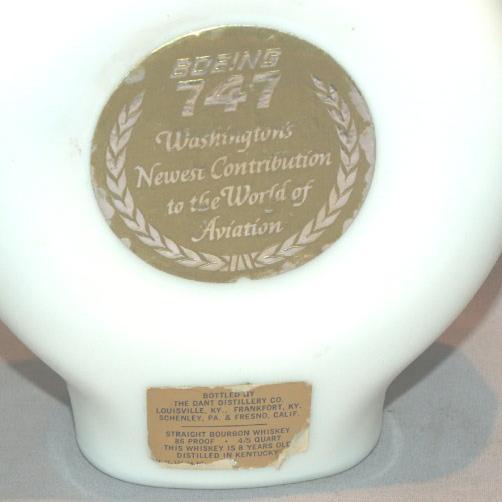 BOEING
747
Washington's
Newest Contribution
to the World of
Aviation
BOTTLED BY
THE DANT DISTILLERY CO.
LOUISVILLE, KY., FRANKFORT, KY.
SCHENLEY, PA. & FRESNO, CALIF.
STRAIGHT BOURBON WHISKEY
86 PROOF • 4/5 QUART
THIS WHISKEY IS 8 YEARS OLD
DISTILLED IN KENTUCKY